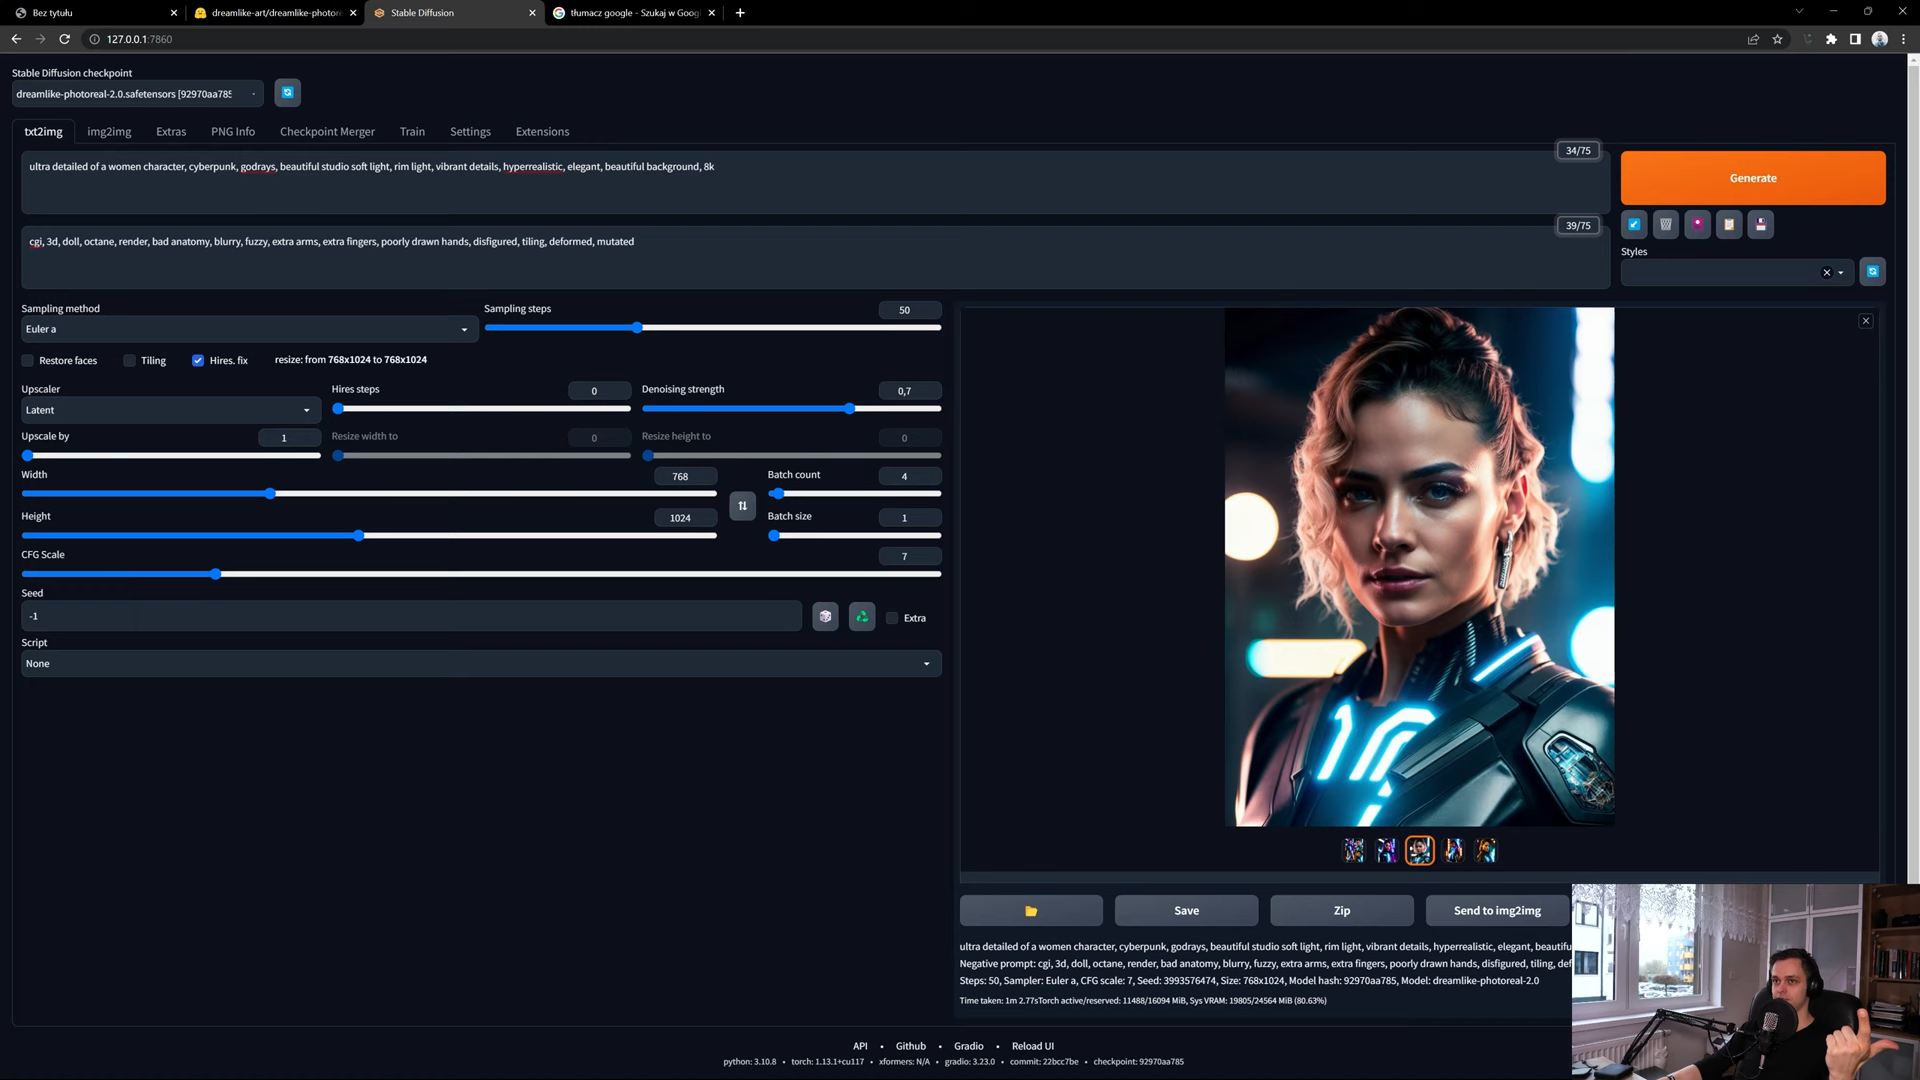 Bez tytułu
dreamlike-art/dreamlike-photore
Stable Diffusion
tłumacz google - Szukaj w Goog
127.0.0.1:7860
Stable Diffusion checkpoint
dreamlike-photoreal-2.0.safetensors [92970aa785
txt2img
img2img
Extras
PNG Info
Checkpoint Merger
Train
Settings
Extensions
34/75
ultra detailed of a women character, cyberpunk, godrays, beautiful studio soft light, rim light, vibrant details, hyperrealistic, elegant, beautiful background, 8k
Generate
39/75
cgi, 3d, doll, octane, render, bad anatomy, blurry, fuzzy, extra arms, extra fingers, poorly drawn hands, disfigured, tiling, deformed, mutated
Styles
Sampling method
Euler a
Sampling steps
50
Restore faces
Tiling
Hires. fix
resize: from 768x1024 to 768x1024
Upscaler
Latent
Hires steps
0
Denoising strength
0,7
Upscale by
1
Resize width to
0
Resize height to
0
Width
768
Batch count
4
Height
1024
Batch size
1
CFG Scale
7
Seed
-1
Extra
Script
None
Save
Zip
Send to img2img
ultra detailed of a women character, cyberpunk, godrays, beautiful studio soft light, rim light, vibrant details, hyperrealistic, elegant, beautifu
Negative prompt: cgi, 3d, doll, octane, render, bad anatomy, blurry, fuzzy, extra arms, extra fingers, poorly drawn hands, disfigured, tiling, def
Steps: 50, Sampler: Euler a, CFG scale: 7, Seed: 3993576474, Size: 768x1024, Model hash: 92970aa785, Model: dreamlike-photoreal-2.0
Time taken: 1m 2.77sTorch active/reserved: 11488/16094 MiB, Sys VRAM: 19805/24564 MiB (80.63%)
API • Github • Gradio • Reload UI
python: 3.10.8 • torch: 1.13.1+cu117 • xformers: N/A • gradio: 3.23.0 • commit: 22bcc7be • checkpoint: 92970aa785